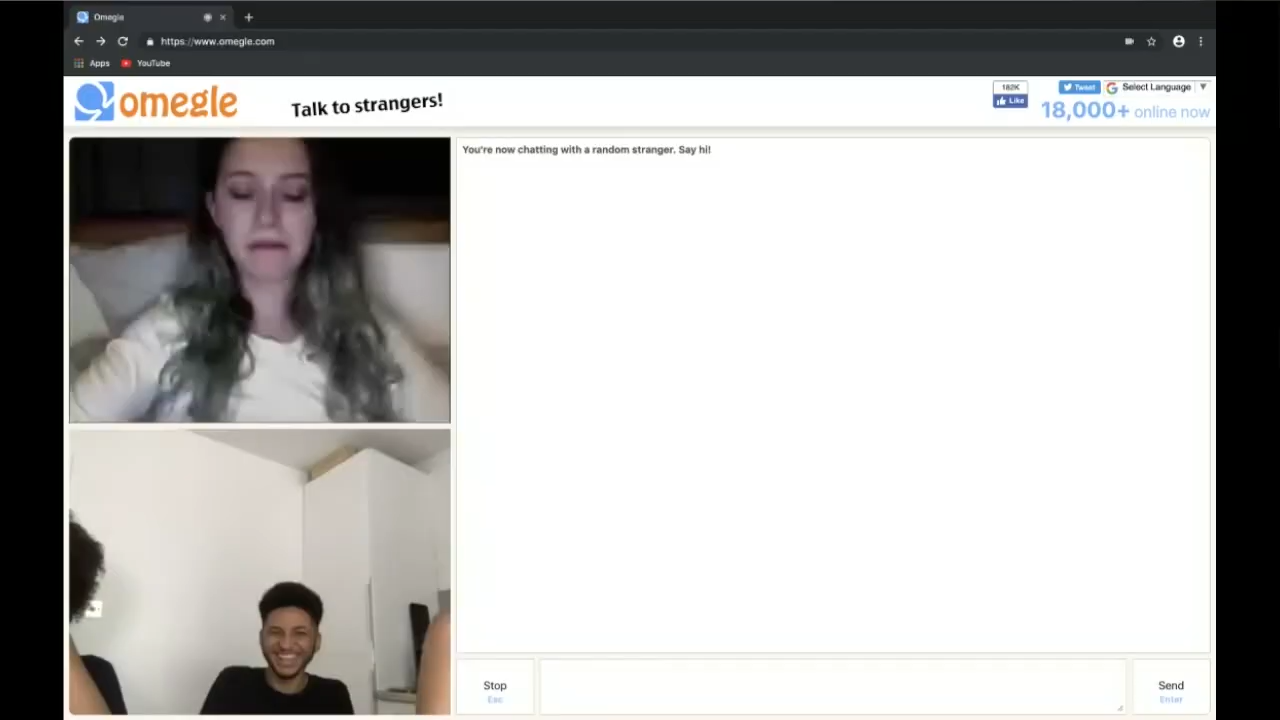 Omegle
https://www.omegle.com
Apps
YouTube
omegle
Talk to strangers!
182K
Like
Tweet
Select Language
18,000+ online now
You're now chatting with a random stranger. Say hi!
Stop
Esc
Send
Enter